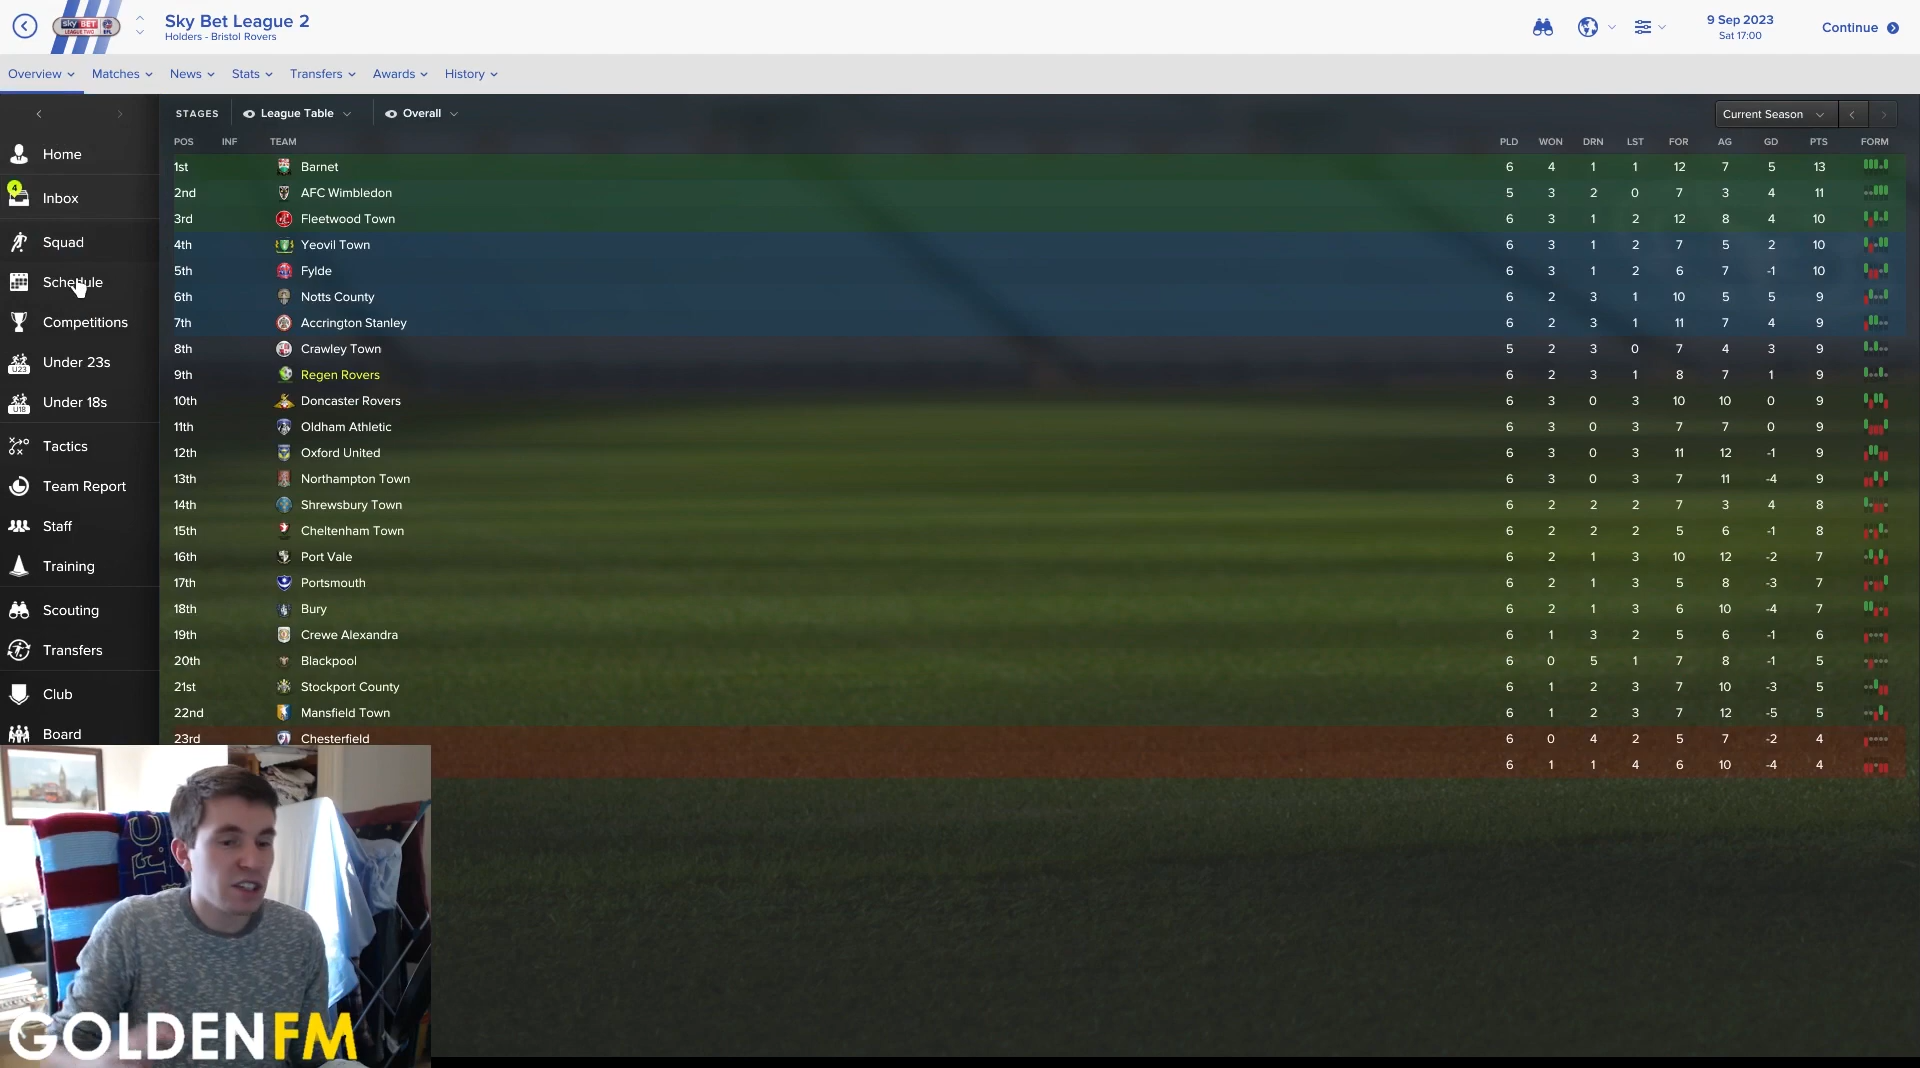 Sky Bet League 2
Holders - Bristol Rovers
9 Sep 2023
Sat 17:00
Continue
Overview Matches News Stats Transfers Awards History
STAGES League Table Overall Current Season
POS INF TEAM PLD WON DRN LST FOR AG GD PTS FORM
1st Barnet 6 4 1 1 12 7 5 13
2nd AFC Wimbledon 5 3 2 0 7 3 4 11
3rd Fleetwood Town 6 3 1 2 12 8 4 10
4th Yeovil Town 6 3 1 2 7 5 2 10
5th Fylde 6 3 1 2 6 7 -1 10
6th Notts County 6 2 3 1 10 5 5 9
7th Accrington Stanley 6 2 3 1 11 7 4 9
8th Crawley Town 5 2 3 0 7 4 3 9
9th Regen Rovers 6 2 3 1 8 7 1 9
10th Doncaster Rovers 6 3 0 3 10 10 0 9
11th Oldham Athletic 6 3 0 3 7 7 0 9
12th Oxford United 6 3 0 3 11 12 -1 9
13th Northampton Town 6 3 0 3 7 11 -4 9
14th Shrewsbury Town 6 2 2 2 7 3 4 8
15th Cheltenham Town 6 2 2 2 5 6 -1 8
16th Port Vale 6 2 1 3 10 12 -2 7
17th Portsmouth 6 2 1 3 5 8 -3 7
18th Bury 6 2 1 3 6 10 -4 7
19th Crewe Alexandra 6 1 3 2 5 6 -1 6
20th Blackpool 6 0 5 1 7 8 -1 5
21st Stockport County 6 1 2 3 7 10 -3 5
22nd Mansfield Town 6 1 2 3 7 12 -5 5
23rd Chesterfield 6 0 4 2 5 7 -2 4
6 1 1 4 6 10 -4 4
Home
4
Inbox
Squad
Schedule
Competitions
U23
Under 23s
U18
Under 18s
Tactics
Team Report
Staff
Training
Scouting
Transfers
Club
Board
F.C
GOLDENFM